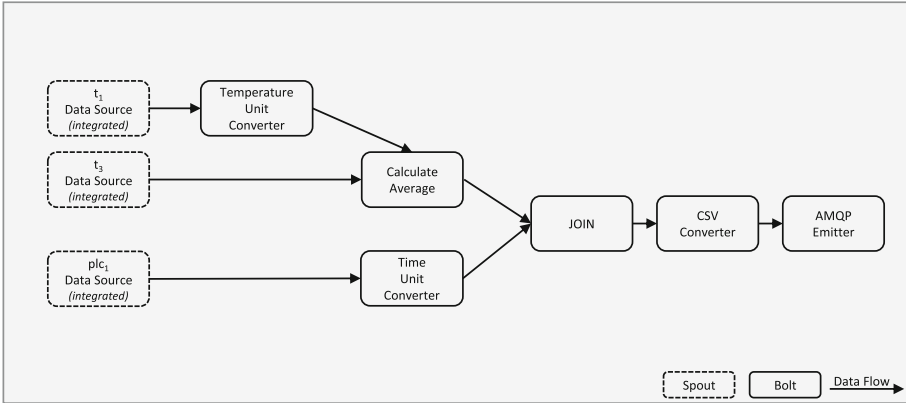 t₁
Data Source
(integrated)
Temperature
Unit
Converter
t₃
Data Source
(integrated)
Calculate
Average
plc₁
Data Source
(integrated)
Time
Unit
Converter
JOIN
CSV
Converter
AMQP
Emitter
Spout
Bolt
Data Flow